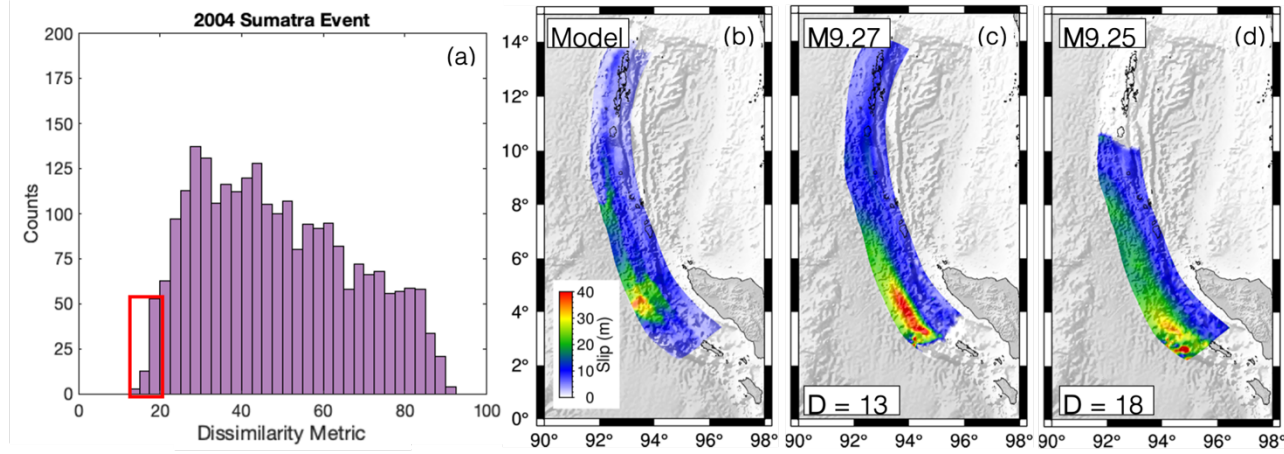 2004 Sumatra Event
(a)
200
175
150
125
100
75
50
25
0
Counts
0 20 40 60 80 100
Dissimilarity Metric
Model
(b)
14°
12°
10°
8°
6°
4°
2°
0°
40
30
20
10
0
Slip (m)
90° 92° 94° 96° 98°
M9.27
(c)
D = 13
90° 92° 94° 96° 98°
M9.25
(d)
D = 18
90° 92° 94° 96° 98°